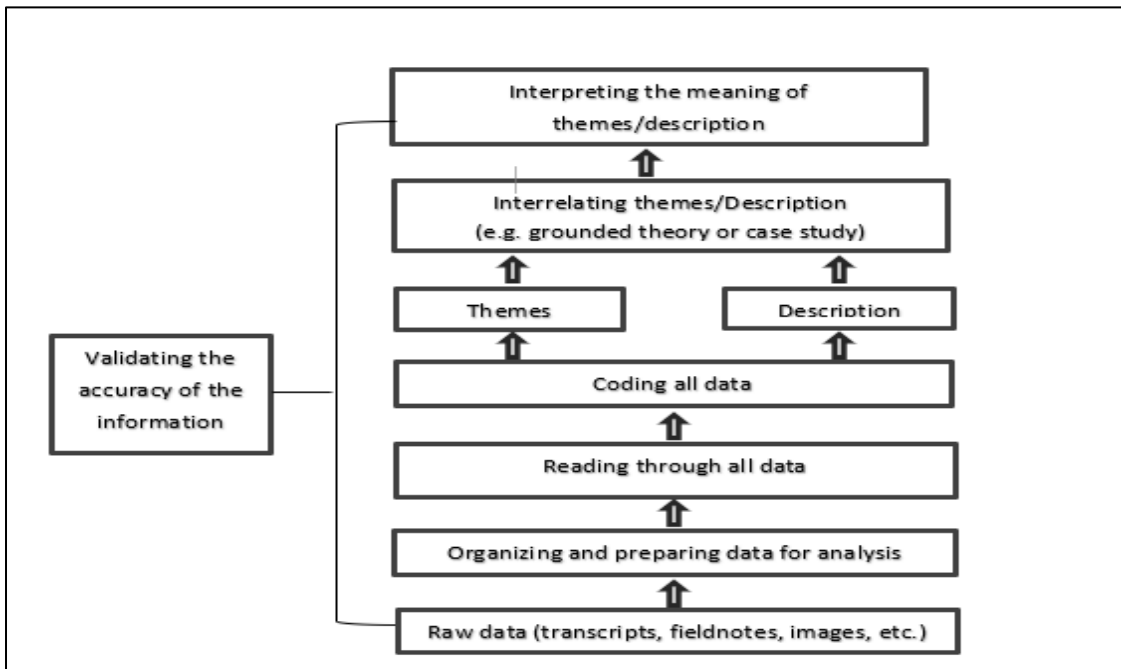 Interpreting the meaning of
themes/description
Interrelating themes/Description
(e.g. grounded theory or case study)
Themes
Description
Validating the
accuracy of the
information
Coding all data
Reading through all data
Organizing and preparing data for analysis
Raw data (transcripts, fieldnotes, images, etc.)